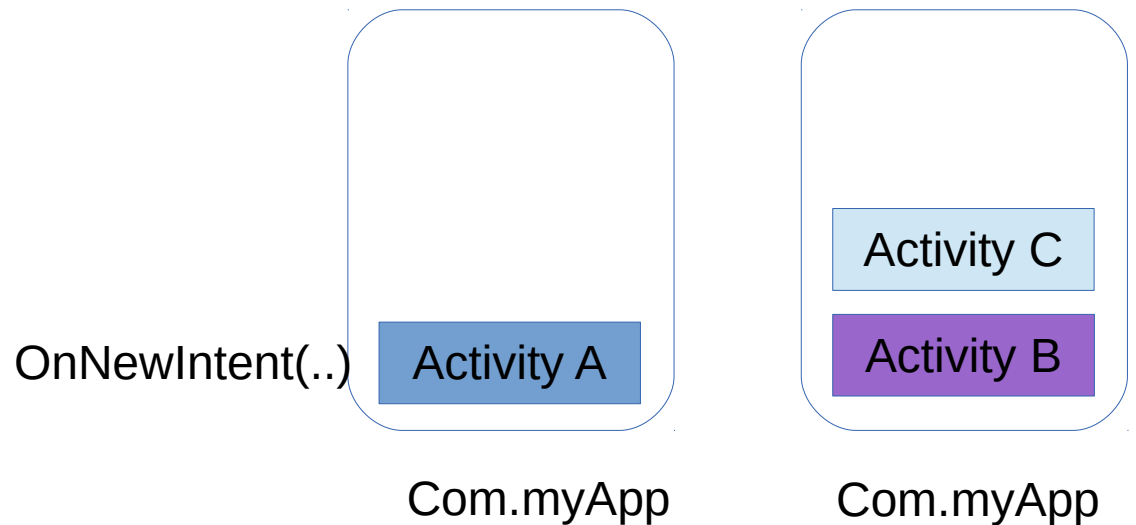 Activity C
OnNewIntent(..)
Activity A
Activity B
Com.myApp
Com.myApp